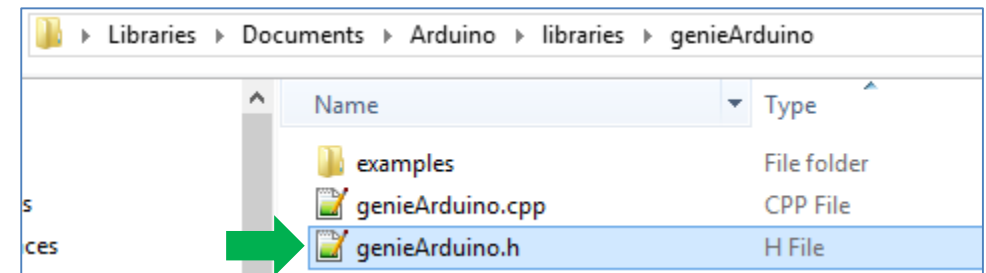 Libraries Documents Arduino libraries genieArduino
Name Type
examples File folder
s genieArduino.cpp CPP File
ces genieArduino.h H File